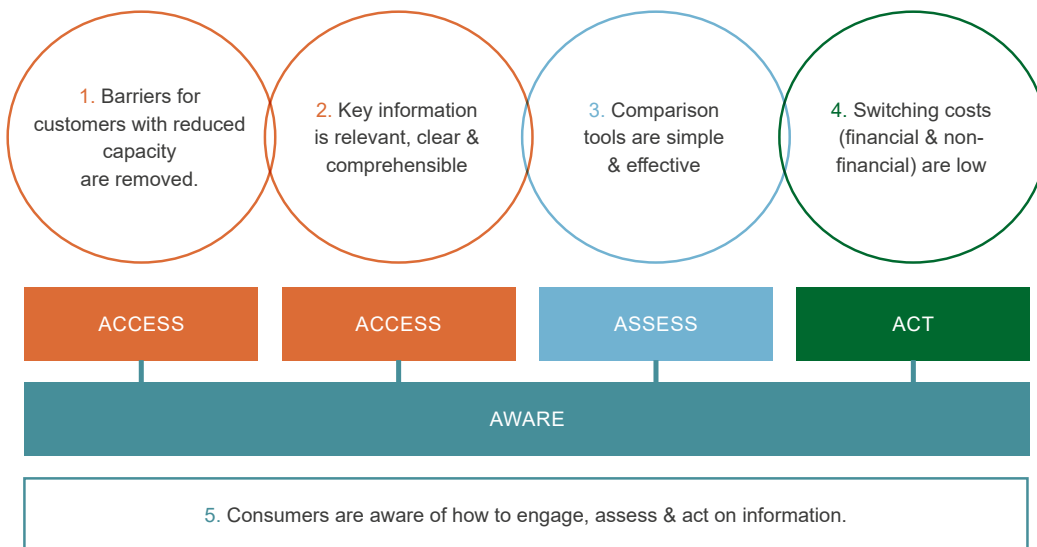 1. Barriers for
customers with reduced
capacity
are removed.
2. Key information
is relevant, clear &
comprehensible
3. Comparison
tools are simple
& effective
4. Switching costs
(financial & non-
financial) are low
ACCESS
ACCESS
ASSESS
ACT
AWARE
5. Consumers are aware of how to engage, assess & act on information.